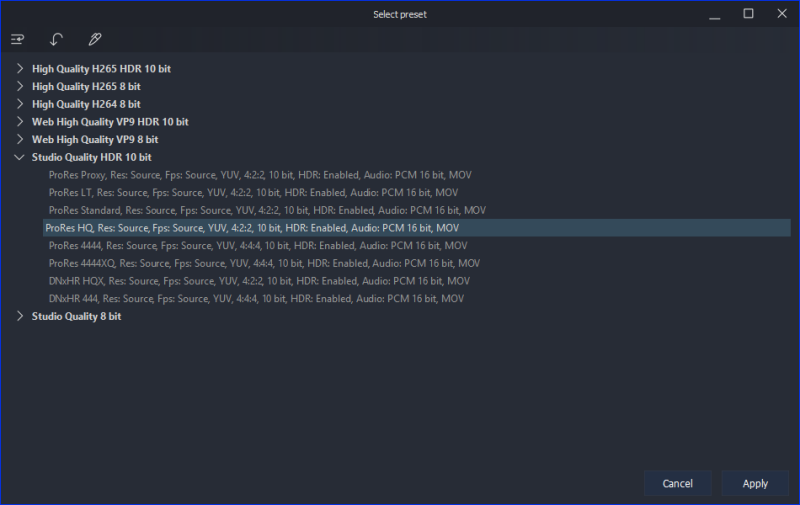 Select preset
High Quality H265 HDR 10 bit
High Quality H265 8 bit
High Quality H264 8 bit
Web High Quality VP9 HDR 10 bit
Web High Quality VP9 8 bit
Studio Quality HDR 10 bit
ProRes Proxy, Res: Source, Fps: Source, YUV, 4:2:2, 10 bit, HDR: Enabled, Audio: PCM 16 bit, MOV
ProRes LT, Res: Source, Fps: Source, YUV, 4:2:2, 10 bit, HDR: Enabled, Audio: PCM 16 bit, MOV
ProRes Standard, Res: Source, Fps: Source, YUV, 4:2:2, 10 bit, HDR: Enabled, Audio: PCM 16 bit, MOV
ProRes HQ, Res: Source, Fps: Source, YUV, 4:2:2, 10 bit, HDR: Enabled, Audio: PCM 16 bit, MOV
ProRes 4444, Res: Source, Fps: Source, YUV, 4:4:4, 10 bit, HDR: Enabled, Audio: PCM 16 bit, MOV
ProRes 4444XQ, Res: Source, Fps: Source, YUV, 4:4:4, 10 bit, HDR: Enabled, Audio: PCM 16 bit, MOV
DNxHR HQX, Res: Source, Fps: Source, YUV, 4:2:2, 10 bit, HDR: Enabled, Audio: PCM 16 bit, MOV
DNxHR 444, Res: Source, Fps: Source, YUV, 4:4:4, 10 bit, HDR: Enabled, Audio: PCM 16 bit, MOV
Studio Quality 8 bit
Cancel Apply